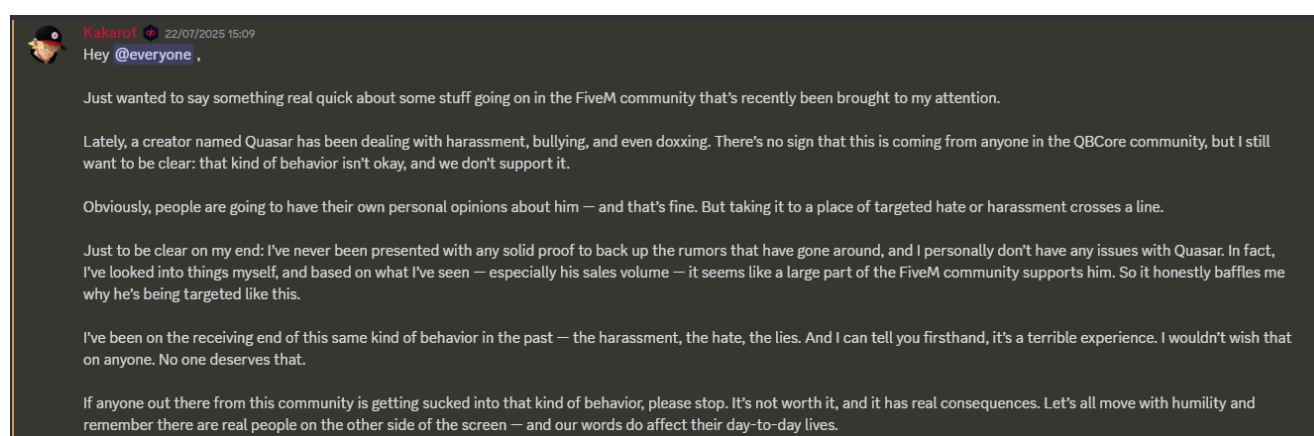 Kakarot 22/07/2025 15:09
Hey @everyone ,
Just wanted to say something real quick about some stuff going on in the FiveM community that's recently been brought to my attention.
Lately, a creator named Quasar has been dealing with harassment, bullying, and even doxxing. There's no sign that this is coming from anyone in the QBCore community, but I still
want to be clear: that kind of behavior isn't okay, and we don't support it.
Obviously, people are going to have their own personal opinions about him — and that's fine. But taking it to a place of targeted hate or harassment crosses a line.
Just to be clear on my end: I've never been presented with any solid proof to back up the rumors that have gone around, and I personally don't have any issues with Quasar. In fact,
I've looked into things myself, and based on what I've seen — especially his sales volume — it seems like a large part of the FiveM community supports him. So it honestly baffles me
why he's being targeted like this.
I've been on the receiving end of this same kind of behavior in the past — the harassment, the hate, the lies. And I can tell you firsthand, it's a terrible experience. I wouldn't wish that
on anyone. No one deserves that.
If anyone out there from this community is getting sucked into that kind of behavior, please stop. It's not worth it, and it has real consequences. Let's all move with humility and
remember there are real people on the other side of the screen — and our words do affect their day-to-day lives.